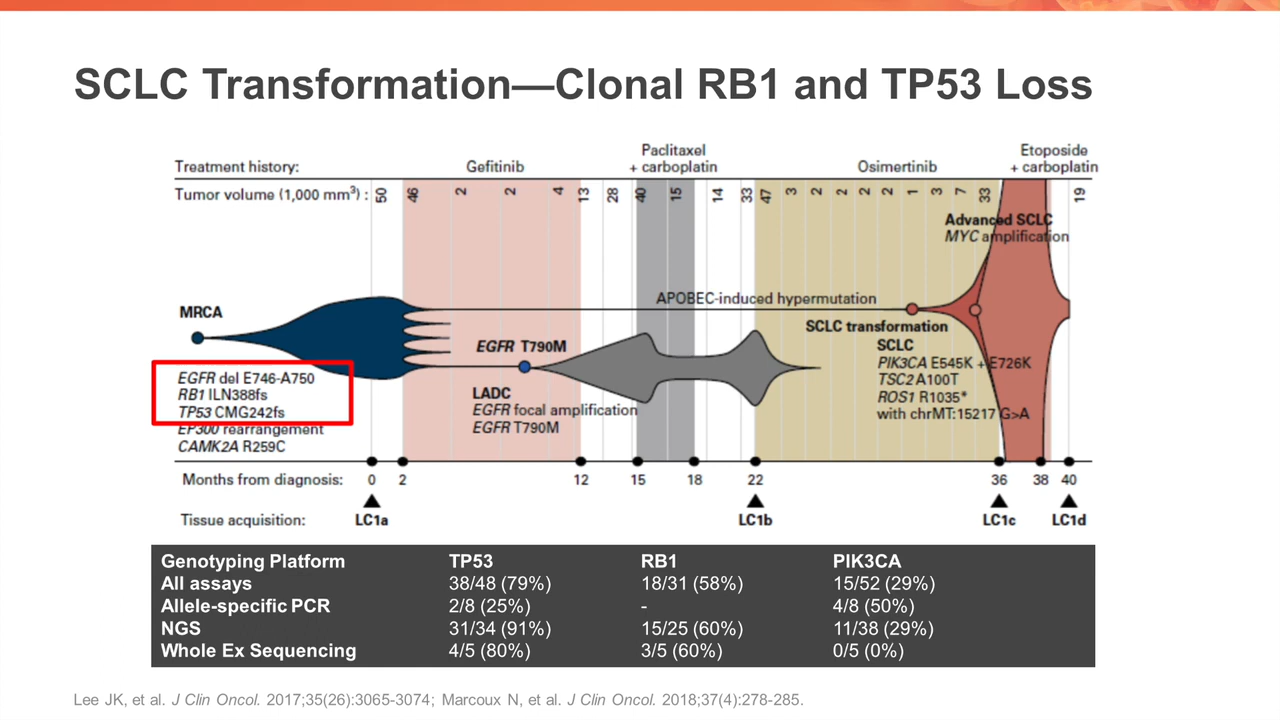 SCLC Transformation—Clonal RB1 and TP53 Loss
Treatment history: Gefitinib Paclitaxel + carboplatin Osimertinib Etoposide + carboplatin
Tumor volume (1,000 mm³) : 50 46 2 2 4 13 28 40 15 14 33 47 3 2 2 2 2 1 3 7 33 19
Advanced SCLC
MYC amplification
APOBEC-induced hypermutation
MRCA
SCLC transformation
EGFR T790M
SCLC
PIK3CA E545K + E726K
TSC2 A100T
ROS1 R1035*
with chrMT:15217 G>A
EGFR del E746-A750
RB1 ILN388fs
TP53 CMG242fs
EP300 rearrangement
CAMK2A R259C
LADC
EGFR focal amplification
EGFR T790M
Months from diagnosis: 0 2 12 15 18 22 36 38 40
Tissue acquisition: LC1a LC1b LC1c LC1d
Genotyping Platform TP53 RB1 PIK3CA
All assays 38/48 (79%) 18/31 (58%) 15/52 (29%)
Allele-specific PCR 2/8 (25%) - 4/8 (50%)
NGS 31/34 (91%) 15/25 (60%) 11/38 (29%)
Whole Ex Sequencing 4/5 (80%) 3/5 (60%) 0/5 (0%)
Lee JK, et al. J Clin Oncol. 2017;35(26):3065-3074; Marcoux N, et al. J Clin Oncol. 2018;37(4):278-285.